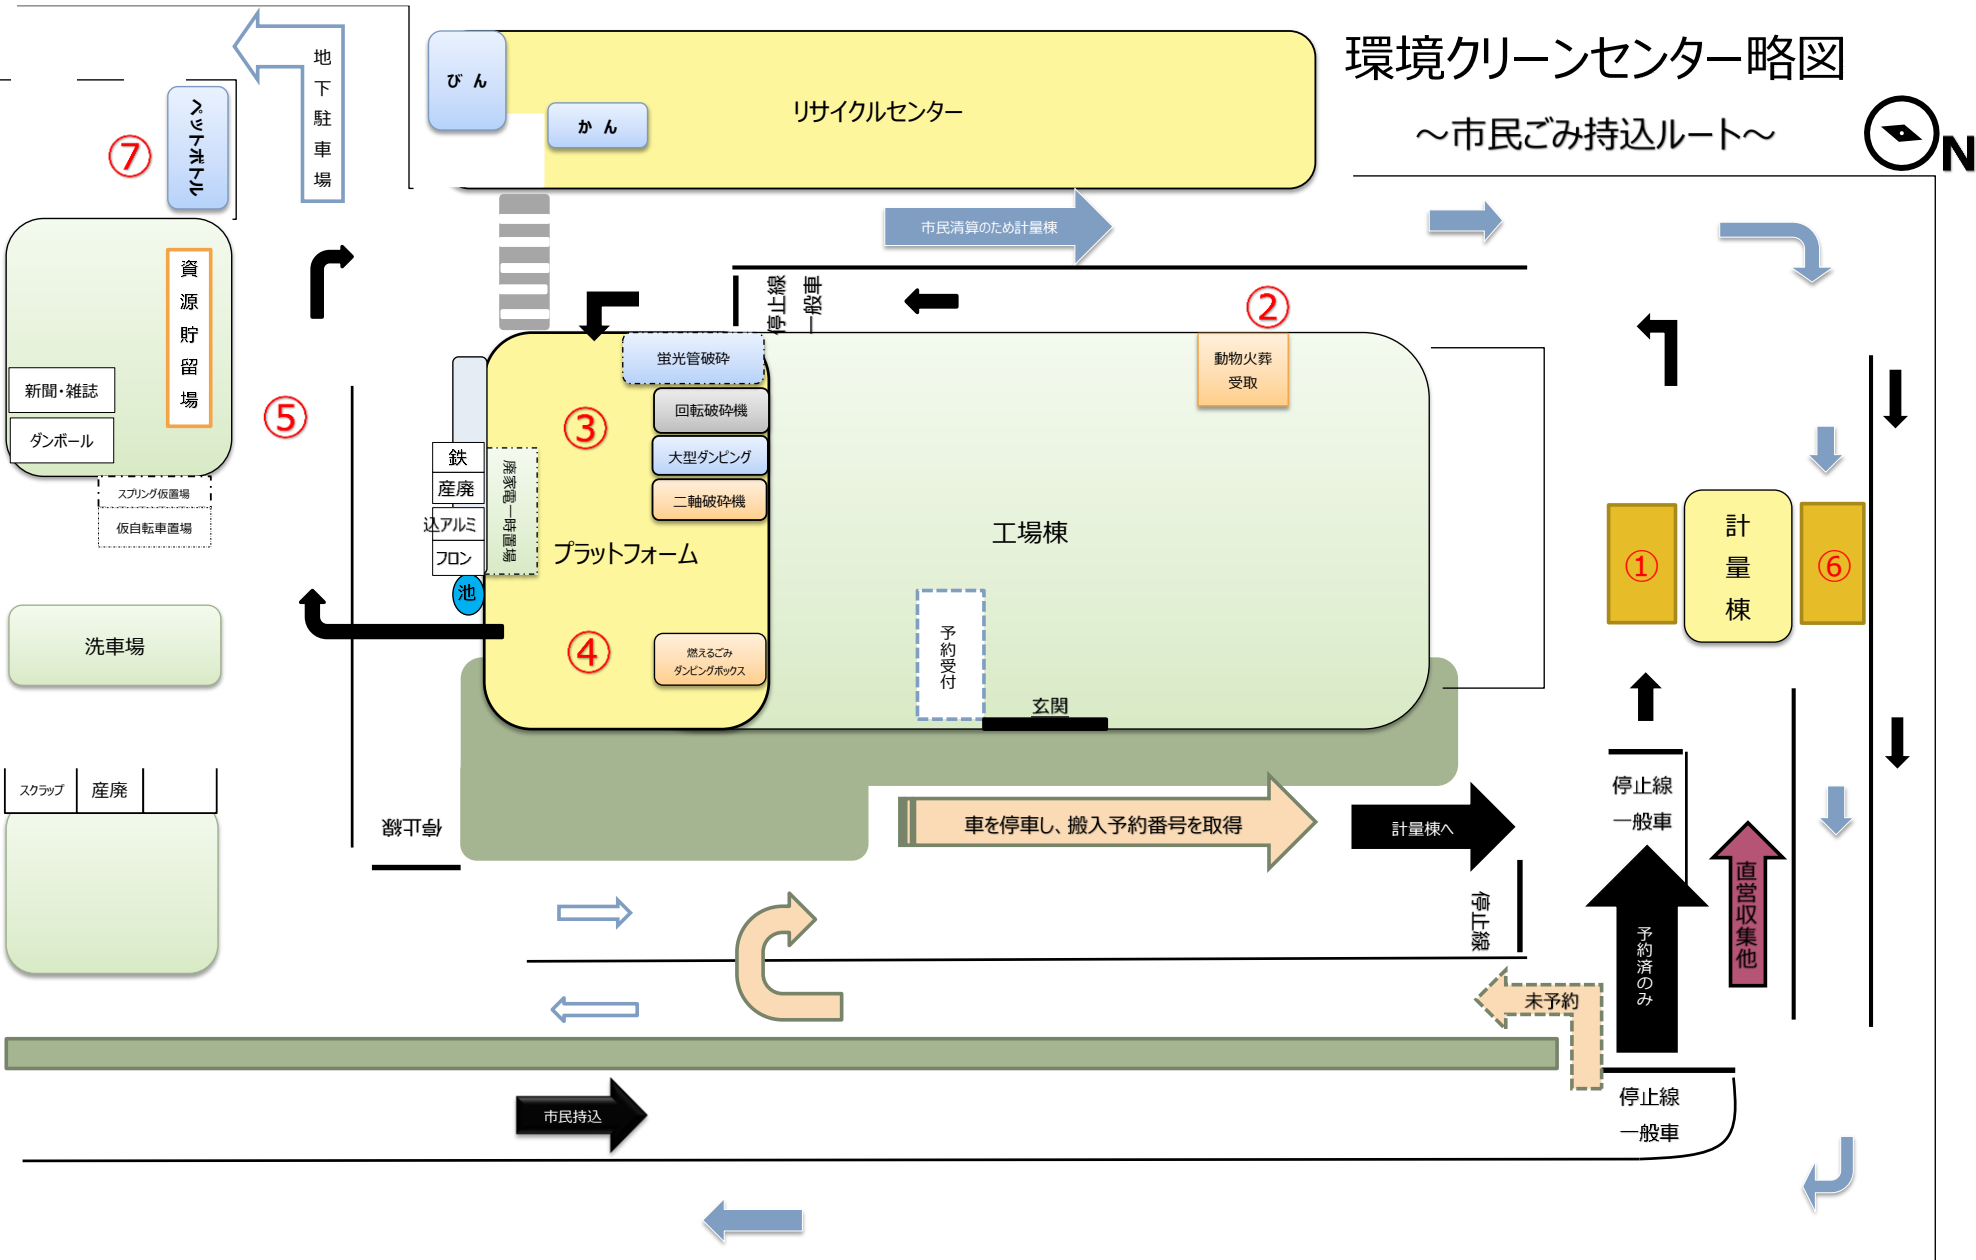 環境クリーンセンター略図
～市民ごみ持込ルート～
N
地下駐車場
びん
かん
リサイクルセンター
ペットボトル
⑦
市民清算のため計量棟
資源貯留場
新聞・雑誌
ダンボール
スプリング仮置場
仮自転車置場
⑤
停止線
一般車
②
動物火葬
受取
蛍光管破砕
回転破砕機
大型ダンピング
二軸破砕機
③
鉄
産廃
込アルミ
フロン
池
廃家電一時置場
プラットフォーム
工場棟
①
計量棟
⑥
④
燃えるごみ
ダンピングボックス
予約受付
玄関
洗車場
スクラップ
産廃
停止線
車を停車し、搬入予約番号を取得
計量棟へ
停止線
停止線
一般車
直営収集他
予約済のみ
未予約
市民持込
停止線
一般車